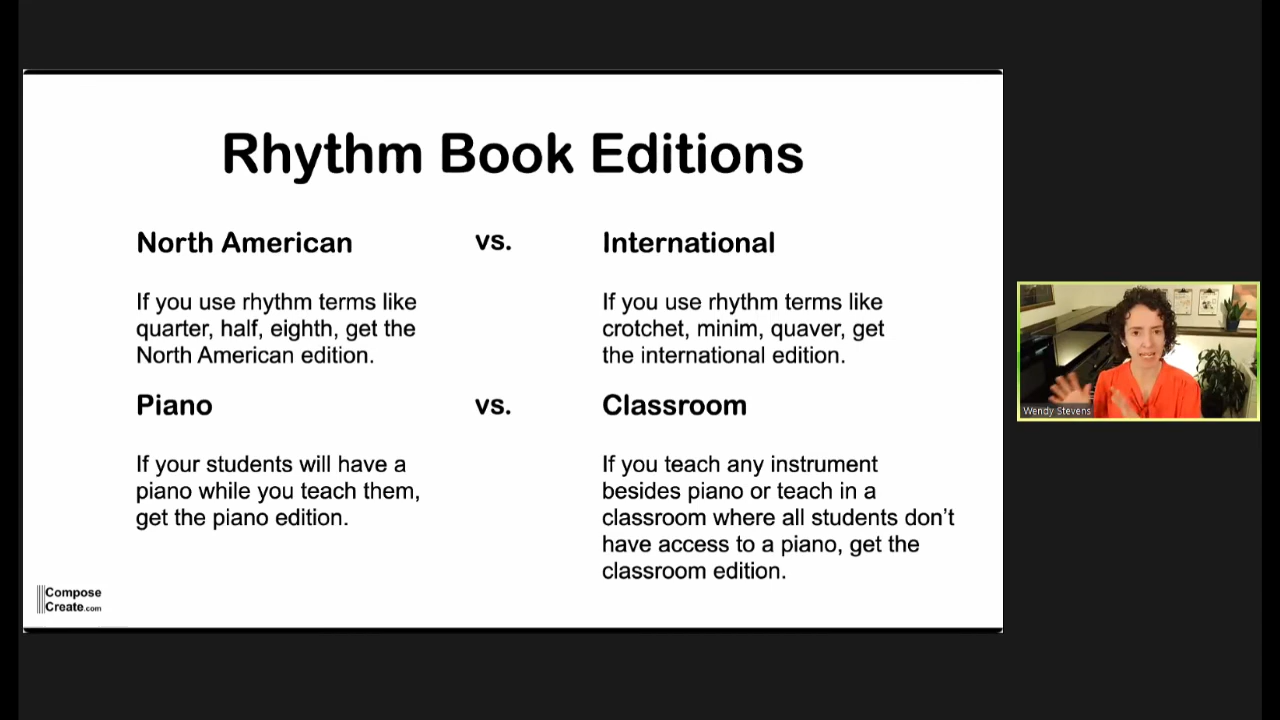 Rhythm Book Editions
North American
vs.
International
If you use rhythm terms like
quarter, half, eighth, get the
North American edition.
If you use rhythm terms like
crotchet, minim, quaver, get
the international edition.
Piano
vs.
Classroom
If your students will have a
piano while you teach them,
get the piano edition.
If you teach any instrument
besides piano or teach in a
classroom where all students don’t
have access to a piano, get the
classroom edition.
Compose
Create.com
Wendy Stevens